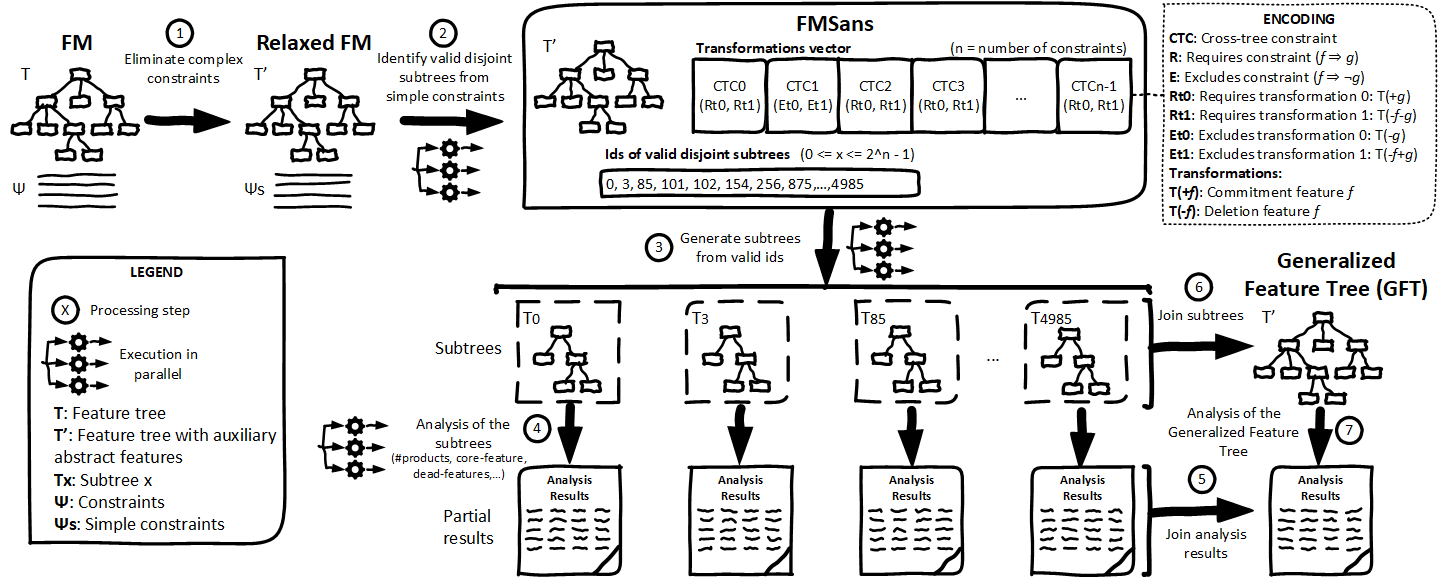 FM
T
Ψ
1
Eliminate complex
constraints
Relaxed FM
T’
Ψs
2
Identify valid disjoint
subtrees from
simple constraints
FMSans
T’
Transformations vector
(n = number of constraints)
CTC0
(Rt0, Rt1)
CTC1
(Et0, Et1)
CTC2
(Rt0, Rt1)
CTC3
(Rt0, Rt1)
...
CTCn-1
(Rt0, Rt1)
Ids of valid disjoint subtrees (0 <= x <= 2^n - 1)
0, 3, 85, 101, 102, 154, 256, 875,...,4985
ENCODING
CTC: Cross-tree constraint
R: Requires constraint (f ⇒ g)
E: Excludes constraint (f ⇒ ¬g)
Rt0: Requires transformation 0: T(+g)
Rt1: Requires transformation 1: T(-f-g)
Et0: Excludes transformation 0: T(-g)
Et1: Excludes transformation 1: T(-f+g)
Transformations:
T(+f): Commitment feature f
T(-f): Deletion feature f
3
Generate subtrees
from valid ids
LEGEND
X
Processing step
Execution in
parallel
T: Feature tree
T’: Feature tree with auxiliary
abstract features
Tx: Subtree x
Ψ: Constraints
Ψs: Simple constraints
Subtrees
T0
T3
T85
...
T4985
6
Join subtrees
Generalized
Feature Tree (GFT)
T’
Analysis of the
subtrees
(#products, core-feature,
dead-features,...)
4
Analysis of the
Generalized Feature
Tree
7
Partial
results
Analysis
Results
Analysis
Results
Analysis
Results
Analysis
Results
5
Join analysis
results
Analysis
Results